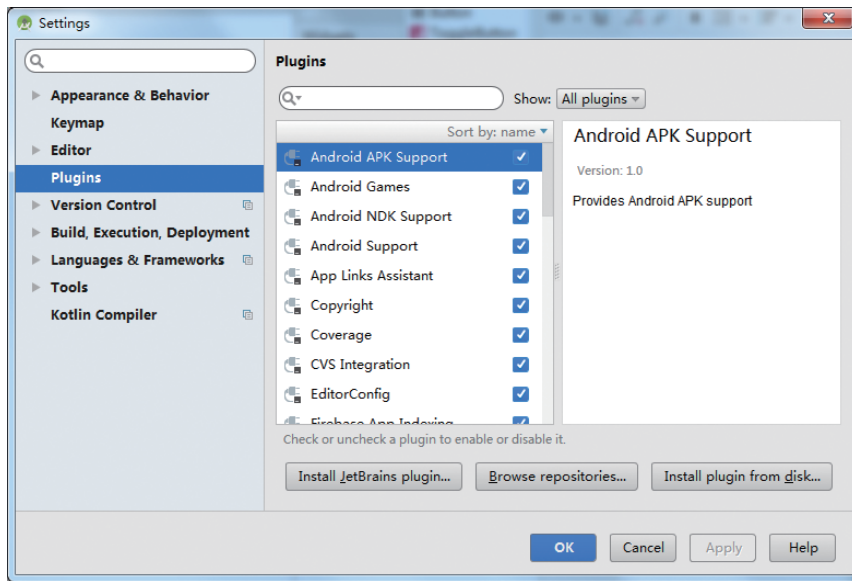 Settings
Plugins
Show: All plugins
Appearance & Behavior
Keymap
Editor
Plugins
Version Control
Build, Execution, Deployment
Languages & Frameworks
Tools
Kotlin Compiler
Sort by: name
Android APK Support
Android Games
Android NDK Support
Android Support
App Links Assistant
Copyright
Coverage
CVS Integration
EditorConfig
Firebase App Indexing
Android APK Support
Version: 1.0
Provides Android APK support
Check or uncheck a plugin to enable or disable it.
Install JetBrains plugin...
Browse repositories...
Install plugin from disk...
OK
Cancel
Apply
Help